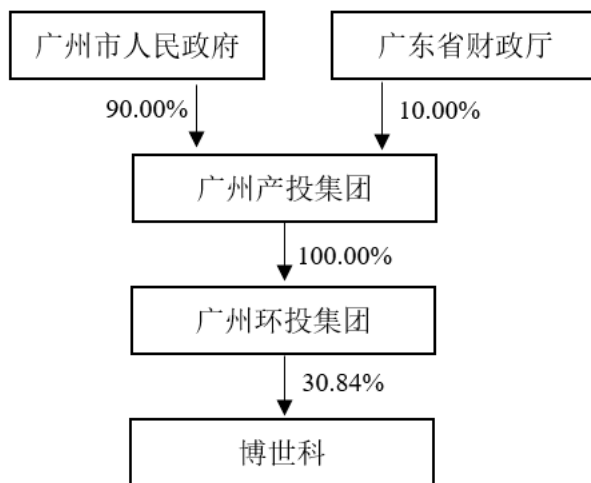 广州市人民政府
广东省财政厅
90.00%
10.00%
广州产投集团
100.00%
广州环投集团
30.84%
博世科